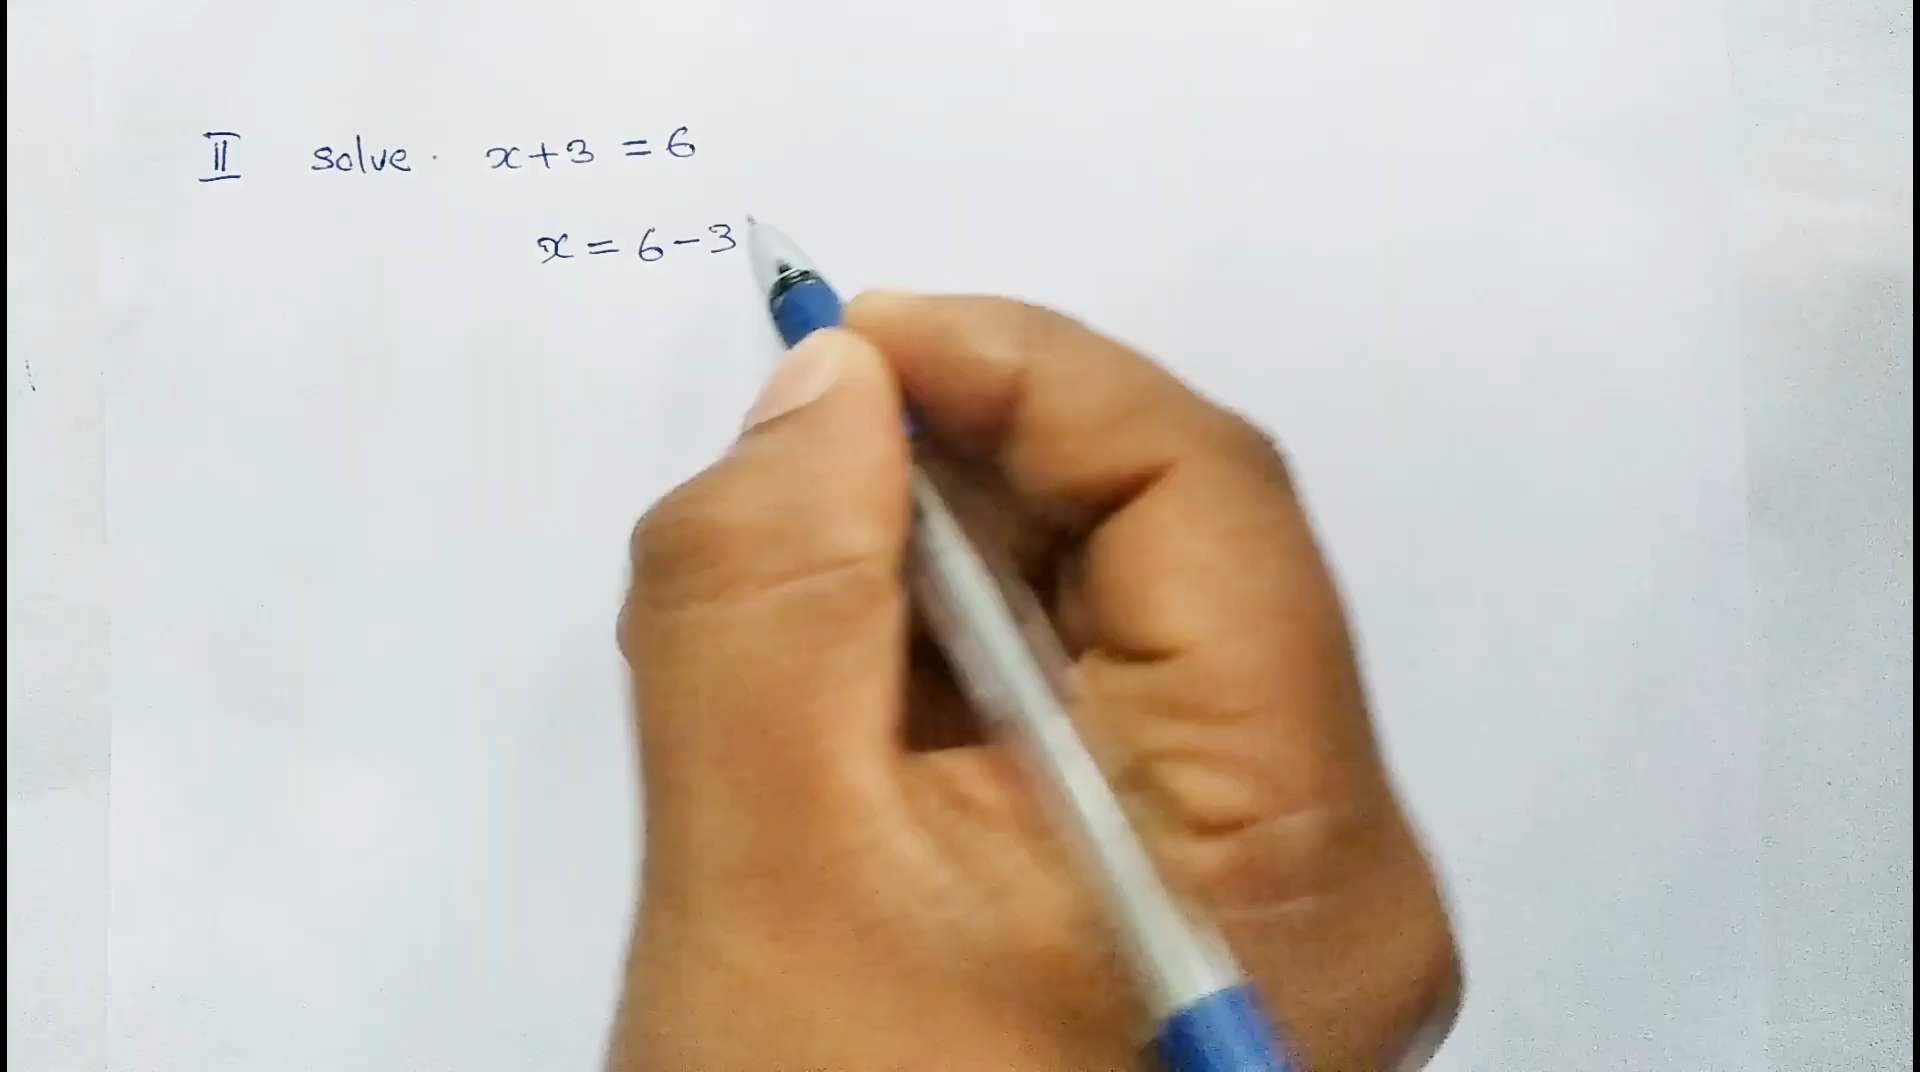 II solve. x+3 = 6
x = 6-3